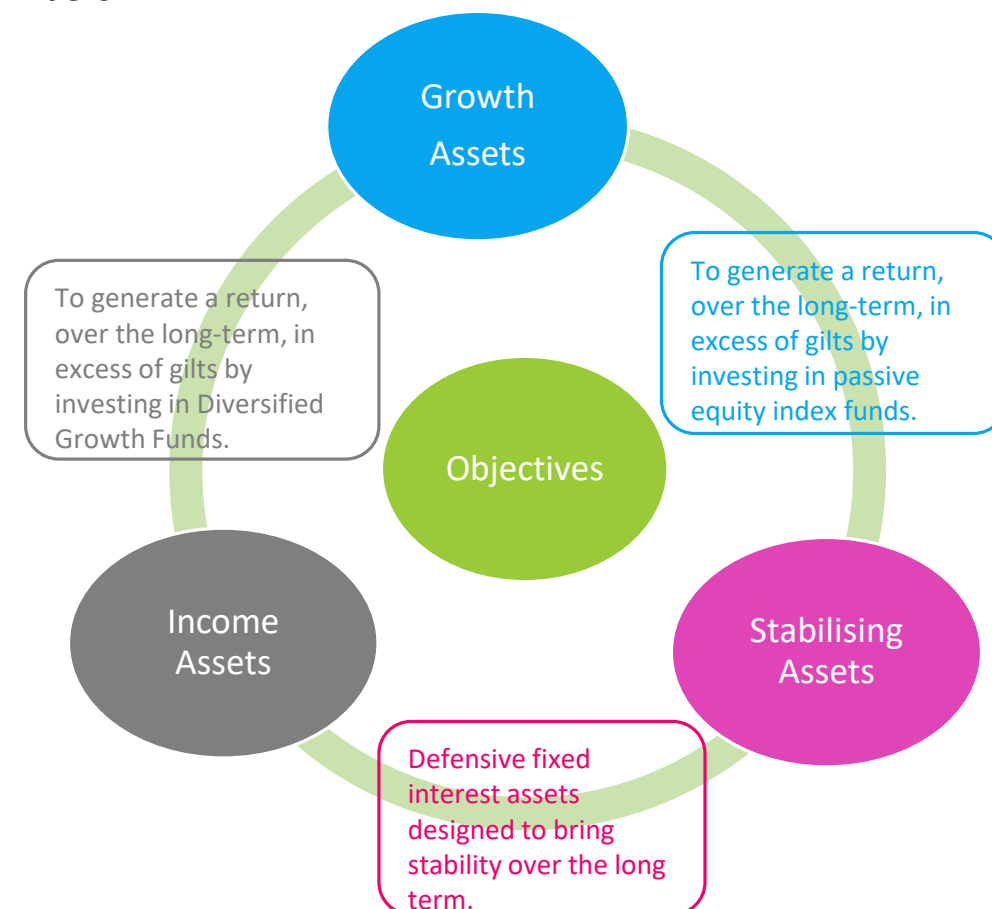 Growth
Assets
To generate a return,
over the long-term, in
excess of gilts by
investing in Diversified
Growth Funds.
To generate a return,
over the long-term, in
excess of gilts by
investing in passive
equity index funds.
Objectives
Income
Assets
Stabilising
Assets
Defensive fixed
interest assets
designed to bring
stability over the long
term.